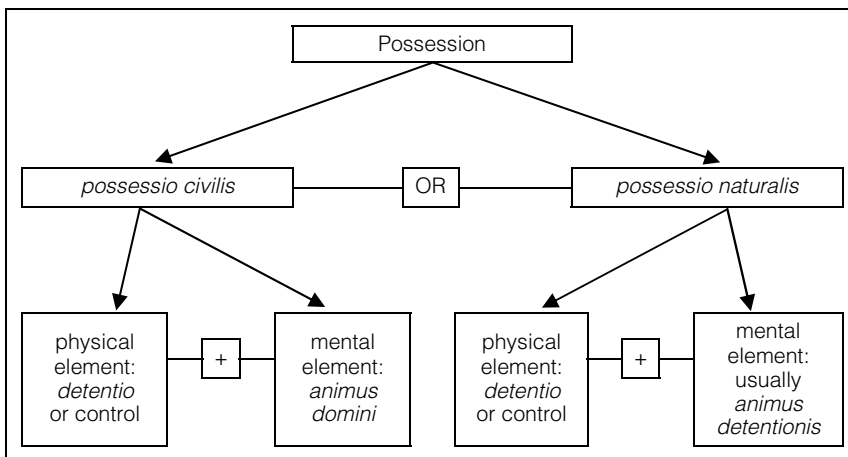 Possession
possessio civilis
OR
possessio naturalis
physical
element:
detentio
or control
+
mental
element:
animus
domini
physical
element:
detentio
or control
+
mental
element:
usually
animus
detentionis